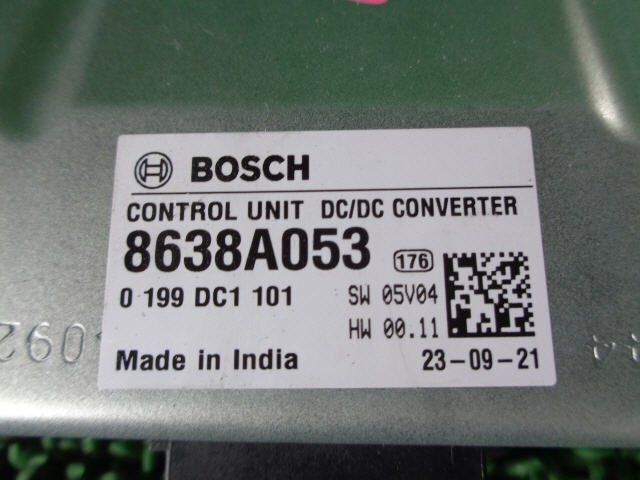 BOSCH
CONTROL UNIT DC/DC CONVERTER
8638A053 176
0 199 DC1 101 SW 05V04
HW 00.11
Made in India 23-09-21